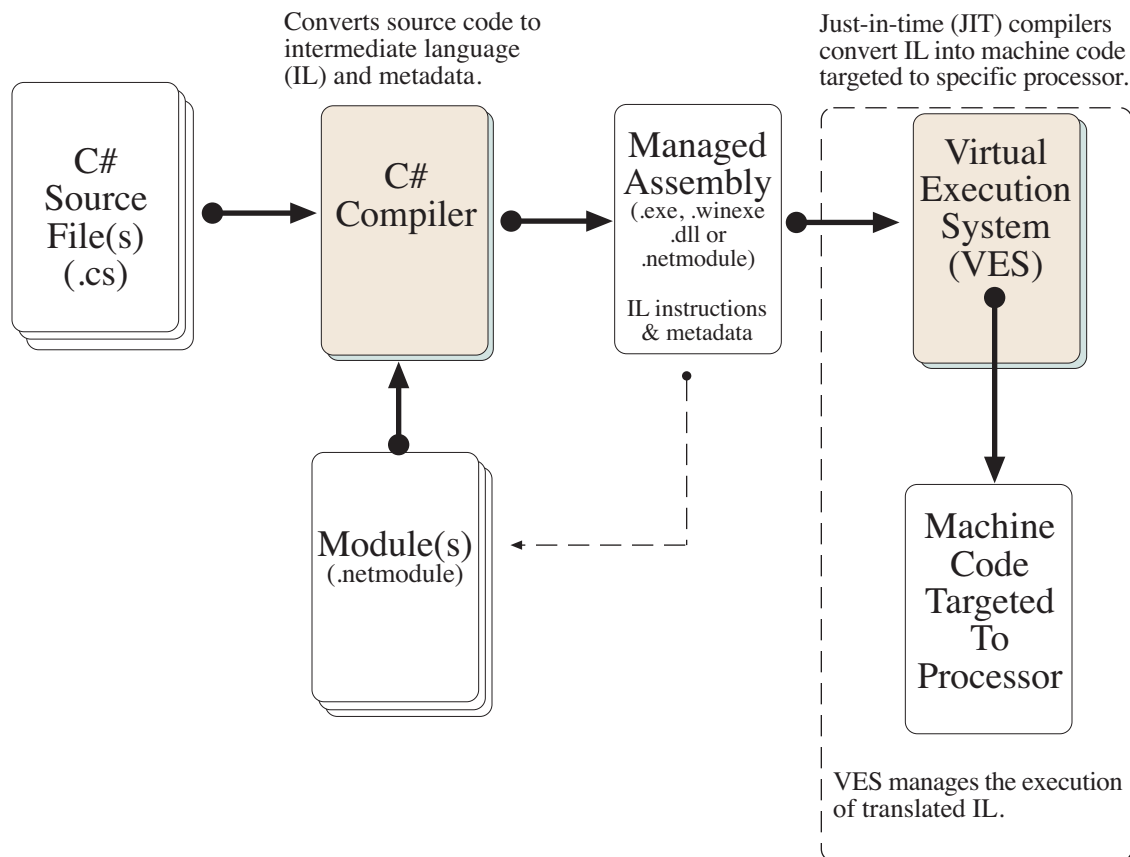 Converts source code to
intermediate language
(IL) and metadata.
Just-in-time (JIT) compilers
convert IL into machine code
targeted to specific processor.
C#
Source
File(s)
(.cs)
C#
Compiler
Managed
Assembly
(.exe, .winexe
.dll or
.netmodule)
IL instructions
& metadata
Virtual
Execution
System
(VES)
Module(s)
(.netmodule)
Machine
Code
Targeted
To
Processor
VES manages the execution
of translated IL.